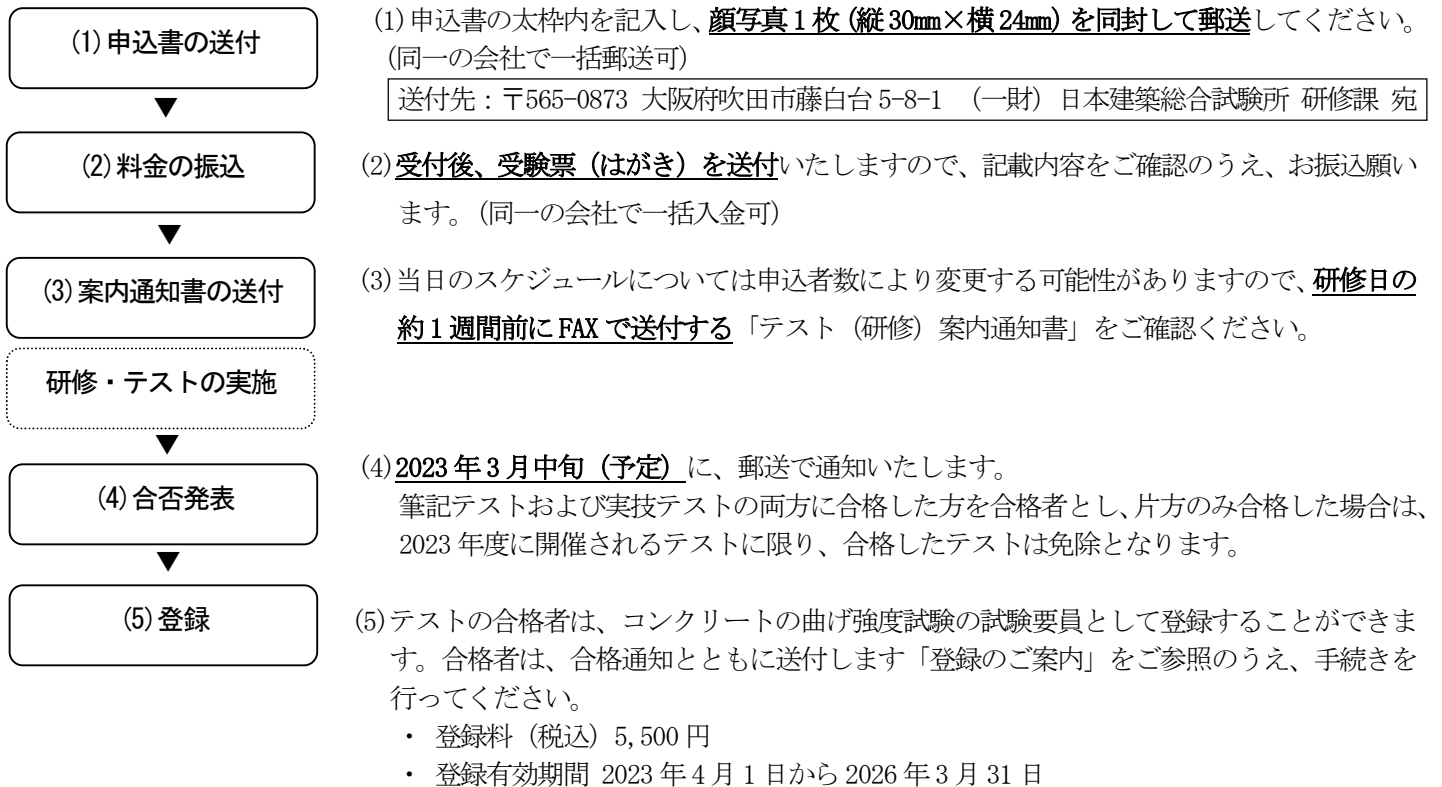 (1)申込書の送付
(1)申込書の太枠内を記入し、顔写真1枚（縦30mm×横24mm）を同封して郵送してください。
(同一の会社で一括郵送可)
送付先：〒565-0873 大阪府吹田市藤白台5-8-1 （一財）日本建築総合試験所 研修課 宛
▼
(2)料金の振込
(2)受付後、受験票（はがき）を送付いたしますので、記載内容をご確認のうえ、お振込願い
ます。(同一の会社で一括入金可)
▼
(3)案内通知書の送付
(3)当日のスケジュールについては申込者数により変更する可能性がありますので、研修日の
約1週間前にFAXで送付する「テスト（研修）案内通知書」をご確認ください。
研修・テストの実施
▼
(4)合否発表
(4)2023年3月中旬（予定）に、郵送で通知いたします。
筆記テストおよび実技テストの両方に合格した方を合格者とし、片方のみ合格した場合は、
2023年度に開催されるテストに限り、合格したテストは免除となります。
▼
(5)登録
(5)テストの合格者は、コンクリートの曲げ強度試験の試験要員として登録することができま
す。合格者は、合格通知とともに送付します「登録のご案内」をご参照のうえ、手続きを
行ってください。
・ 登録料（税込）5,500円
・ 登録有効期間 2023年4月1日から2026年3月31日